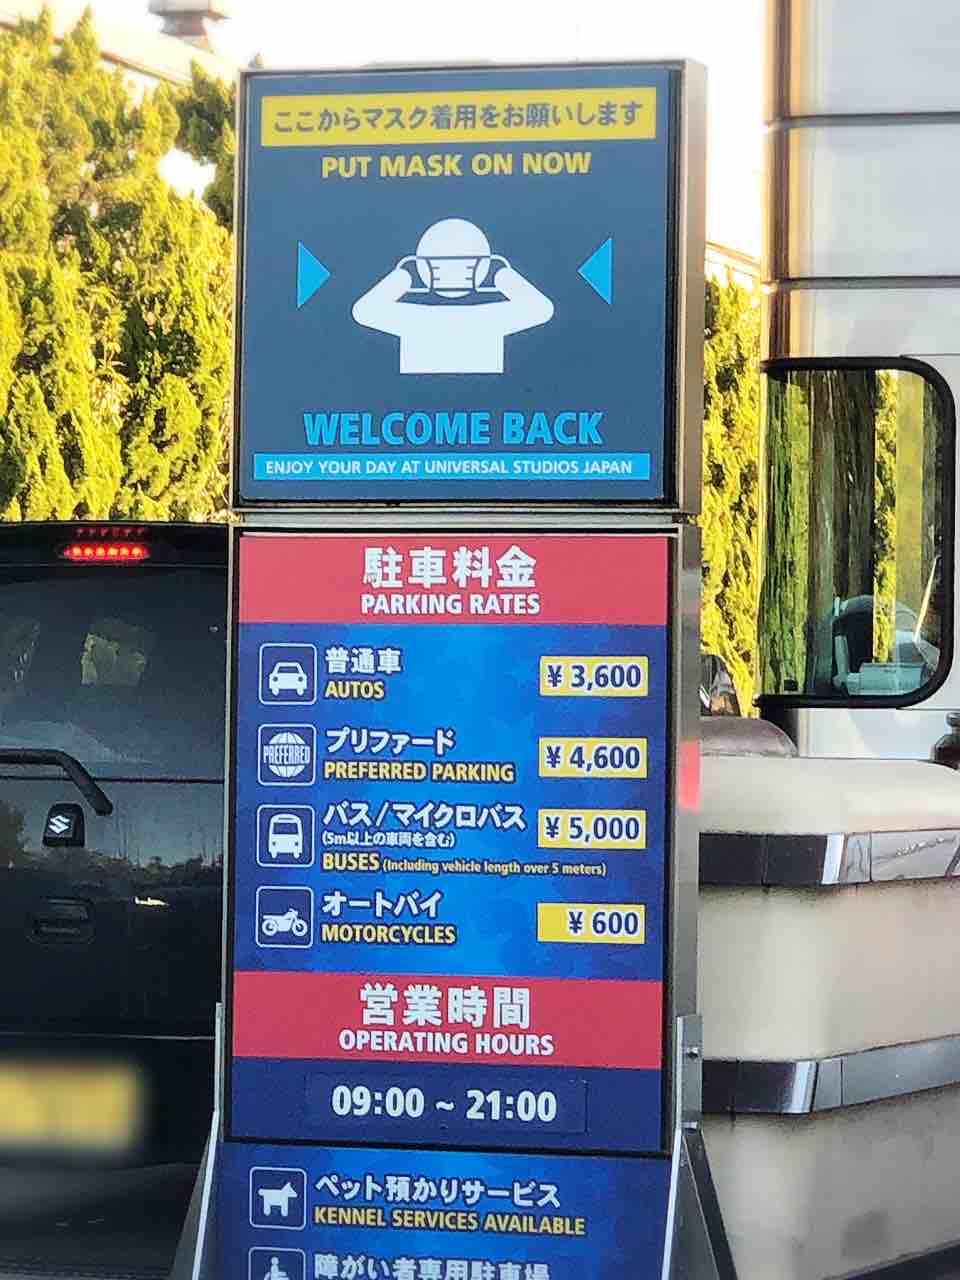 ここからマスク着用をお願いします
PUT MASK ON NOW
WELCOME BACK
ENJOY YOUR DAY AT UNIVERSAL STUDIOS JAPAN
駐車料金
PARKING RATES
普通車
AUTOS
¥ 3,600
PREFERRED
プリファード
PREFERRED PARKING
¥ 4,600
バス/マイクロバス
(5m以上の車両を含む)
BUSES (Including vehicle length over 5 meters)
¥ 5,000
オートバイ
MOTORCYCLES
¥ 600
営業時間
OPERATING HOURS
09:00 ~ 21:00
ペット預かりサービス
KENNEL SERVICES AVAILABLE
障がい者専用駐車場